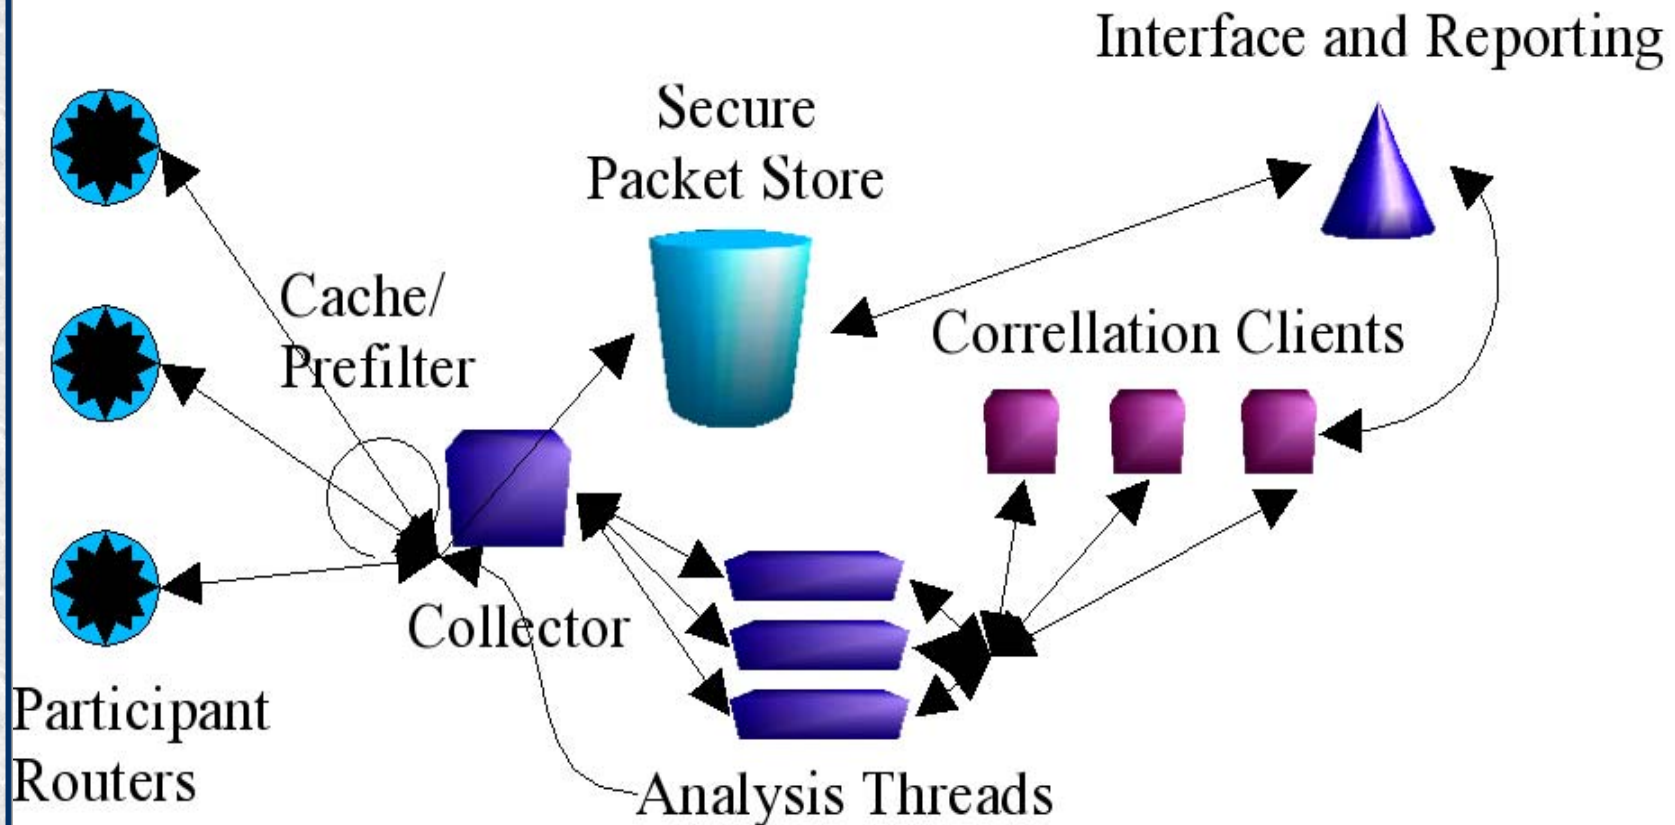 Interface and Reporting
Secure
Packet Store
Cache/
Prefilter
Correllation Clients
Collector
Participant
Routers
Analysis Threads